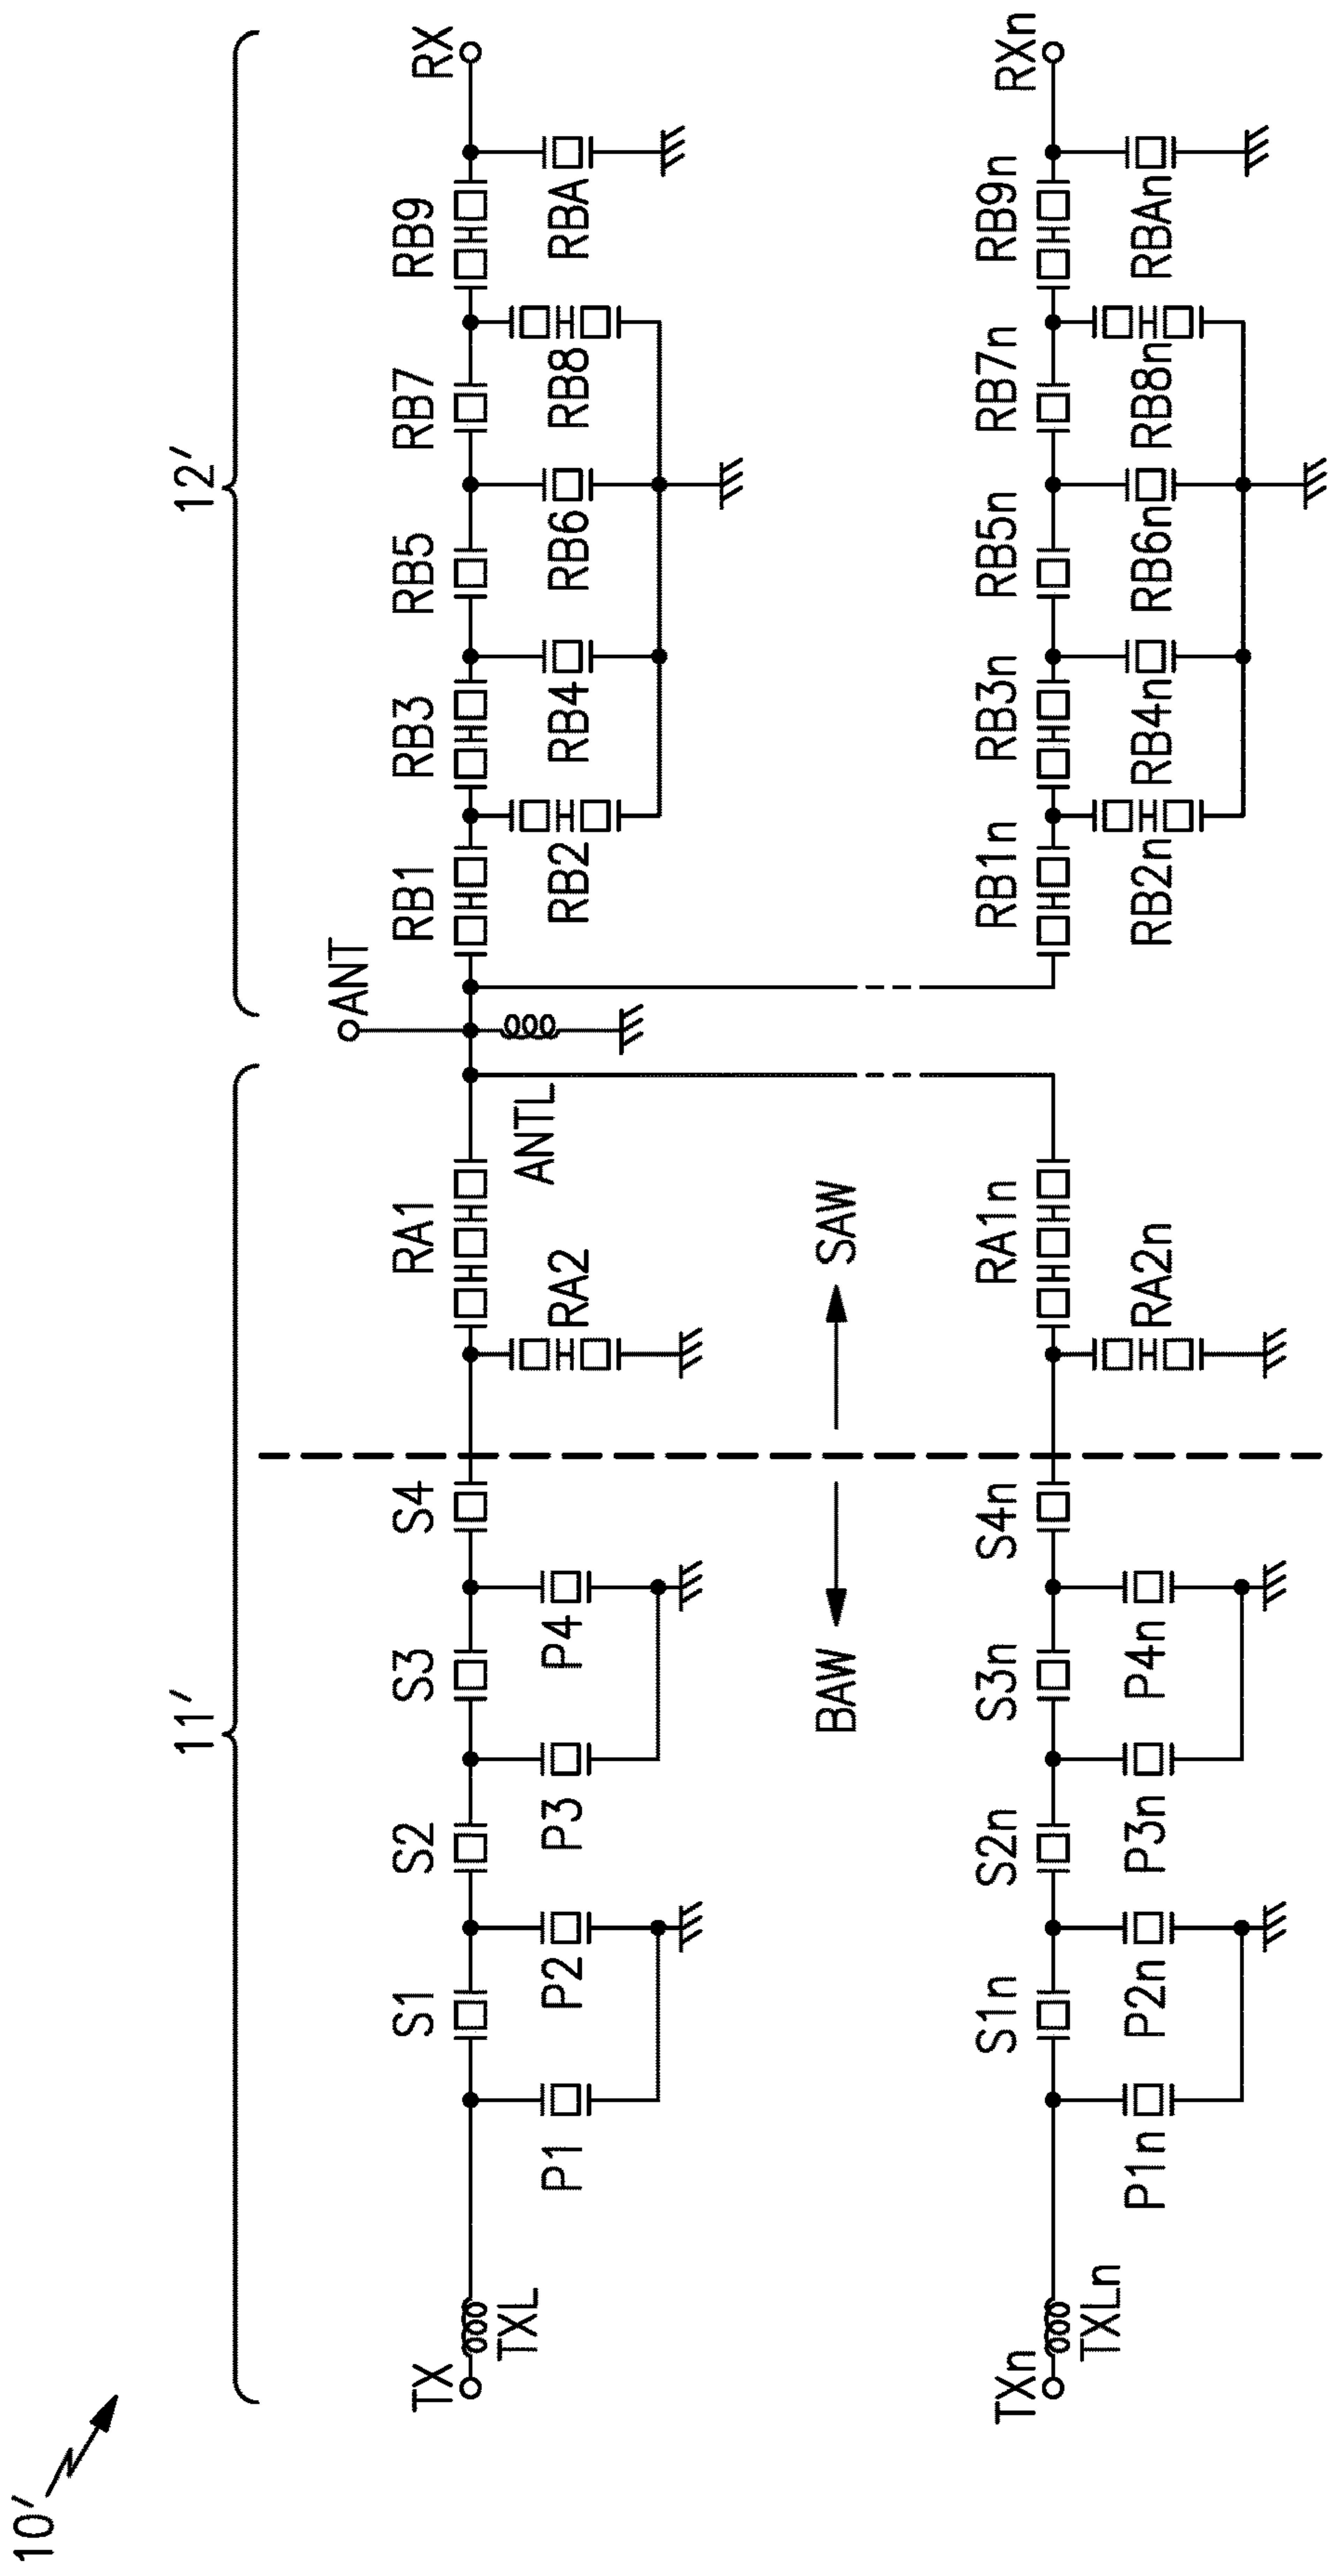 10′
11′
12′
TX
TXL
S1
S2
S3
S4
RA1
ANT
RB1
RB3
RB5
RB7
RB9
RX
P1
P2
P3
P4
RA2
ANTL
RB2
RB4
RB6
RB8
RBA
BAW
SAW
TXn
TXLn
S1n
S2n
S3n
S4n
RA1n
RB1n
RB3n
RB5n
RB7n
RB9n
RXn
P1n
P2n
P3n
P4n
RA2n
RB2n
RB4n
RB6n
RB8n
RBAn